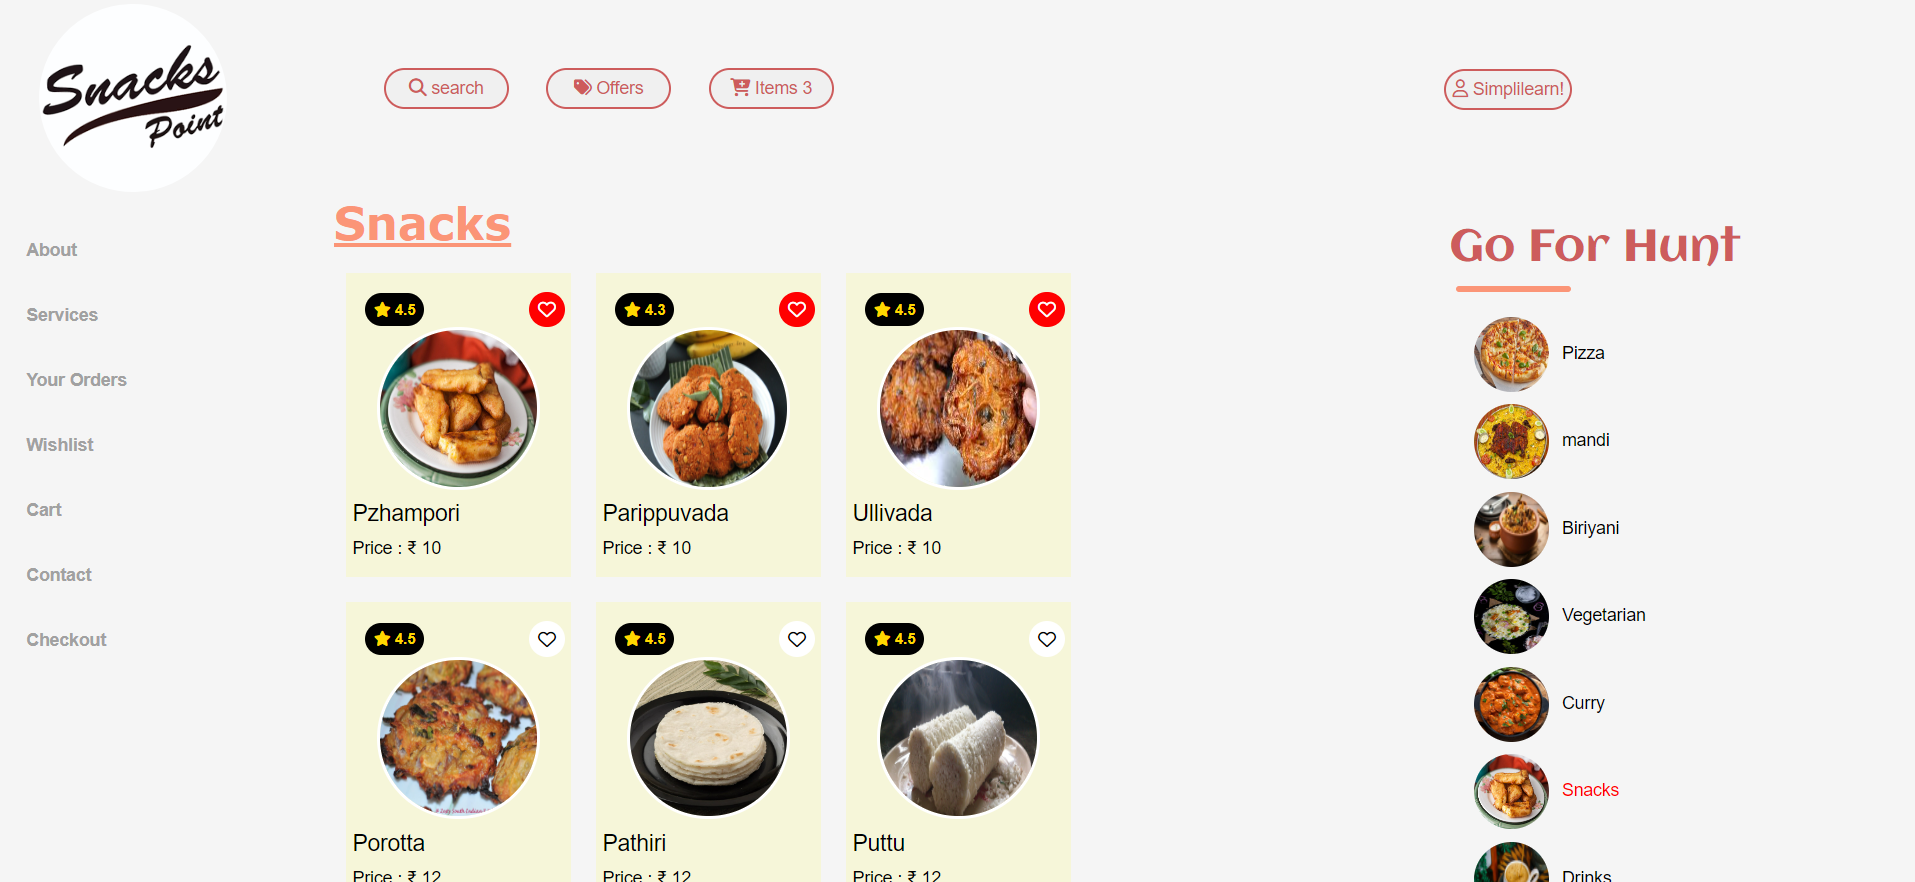 Snacks
Point
search
Offers
Items 3
Simplilearn!
About
Services
Your Orders
Wishlist
Cart
Contact
Checkout
Snacks
4.5
4.3
4.5
Pzhampori
Parippuvada
Ullivada
Price : ₹ 10
Price : ₹ 10
Price : ₹ 10
4.5
4.5
4.5
Porotta
Pathiri
Puttu
Price : ₹ 12
Price : ₹ 12
Price : ₹ 12
Go For Hunt
Pizza
mandi
Biriyani
Vegetarian
Curry
Snacks
Drinks